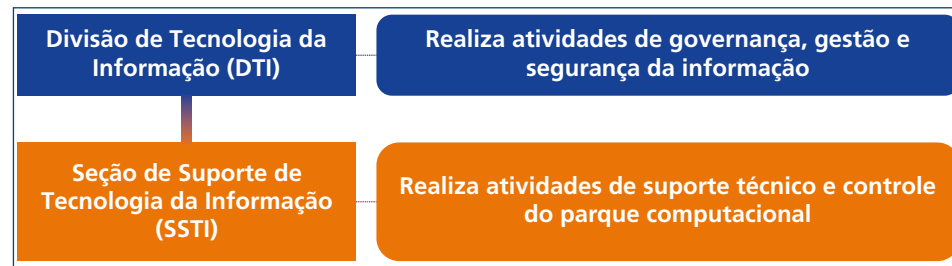 Divisão de Tecnologia da
Informação (DTI)
Realiza atividades de governança, gestão e
segurança da informação
Seção de Suporte de
Tecnologia da Informação
(SSTI)
Realiza atividades de suporte técnico e controle
do parque computacional